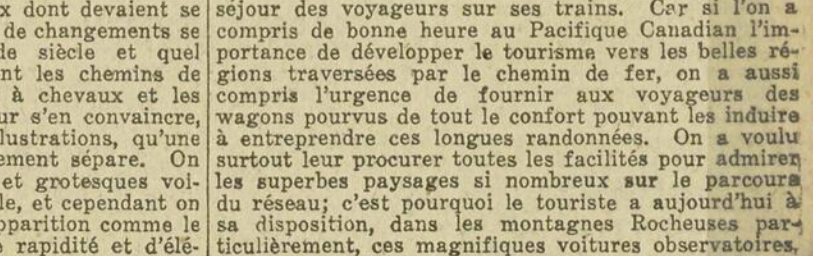 x dont devaient se
de changements se
de siècle et quel
nt les chemins de
à chevaux et les
ur s'en convaincre,
lustrations, qu'une
ement sépare. On
et grotesques voi-
le, et cependant on
pparition comme le
rapidité et d'élé-
séjour des voyageurs sur ses trains. Car si l'on a
compris de bonne heure au Pacifique Canadian l'im-
portance de développer le tourisme vers les belles ré-
gions traversées par le chemin de fer, on a aussi
compris l'urgence de fournir aux voyageurs des
wagons pourvus de tout le confort pouvant les induire
à entreprendre ces longues randonnées. On a voulu
surtout leur procurer toutes les facilités pour admirer
les superbes paysages si nombreux sur le parcours
du réseau; c'est pourquoi le touriste a aujourd'hui à
sa disposition, dans les montagnes Rocheuses par-
ticulièrement, ces magnifiques voitures observatoires,